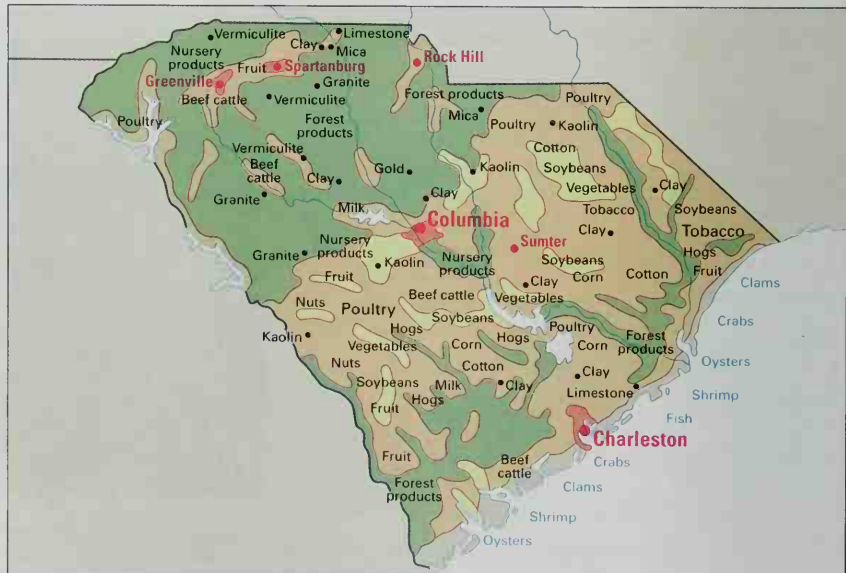 Vermiculite
Limestone
Clay
Mica
Nursery
products
Rock Hill
Fruit
Spartanburg
Greenville
Granite
Beef cattle
Vermiculite
Forest products
Mica
Poultry
Poultry
Forest
products
Poultry
Kaolin
Cotton
Vermiculite
Beef
cattle
Gold
Kaolin
Soybeans
Clay
Vegetables
Clay
Granite
Clay
Milk
Tobacco
Soybeans
Columbia
Clay
Tobacco
Nursery
products
Sumter
Hogs
Granite
Kaolin
Nursery
products
Soybeans
Corn
Cotton
Fruit
Fruit
Clay
Clams
Nuts
Beef cattle
Vegetables
Poultry
Soybeans
Crabs
Kaolin
Hogs
Poultry
Vegetables
Corn
Hogs
Corn
Forest
products
Nuts
Oysters
Soybeans
Milk
Cotton
Clay
Clay
Hogs
Limestone
Shrimp
Fruit
Fish
Charleston
Fruit
Beef
cattle
Crabs
Forest
products
Clams
Shrimp
Oysters